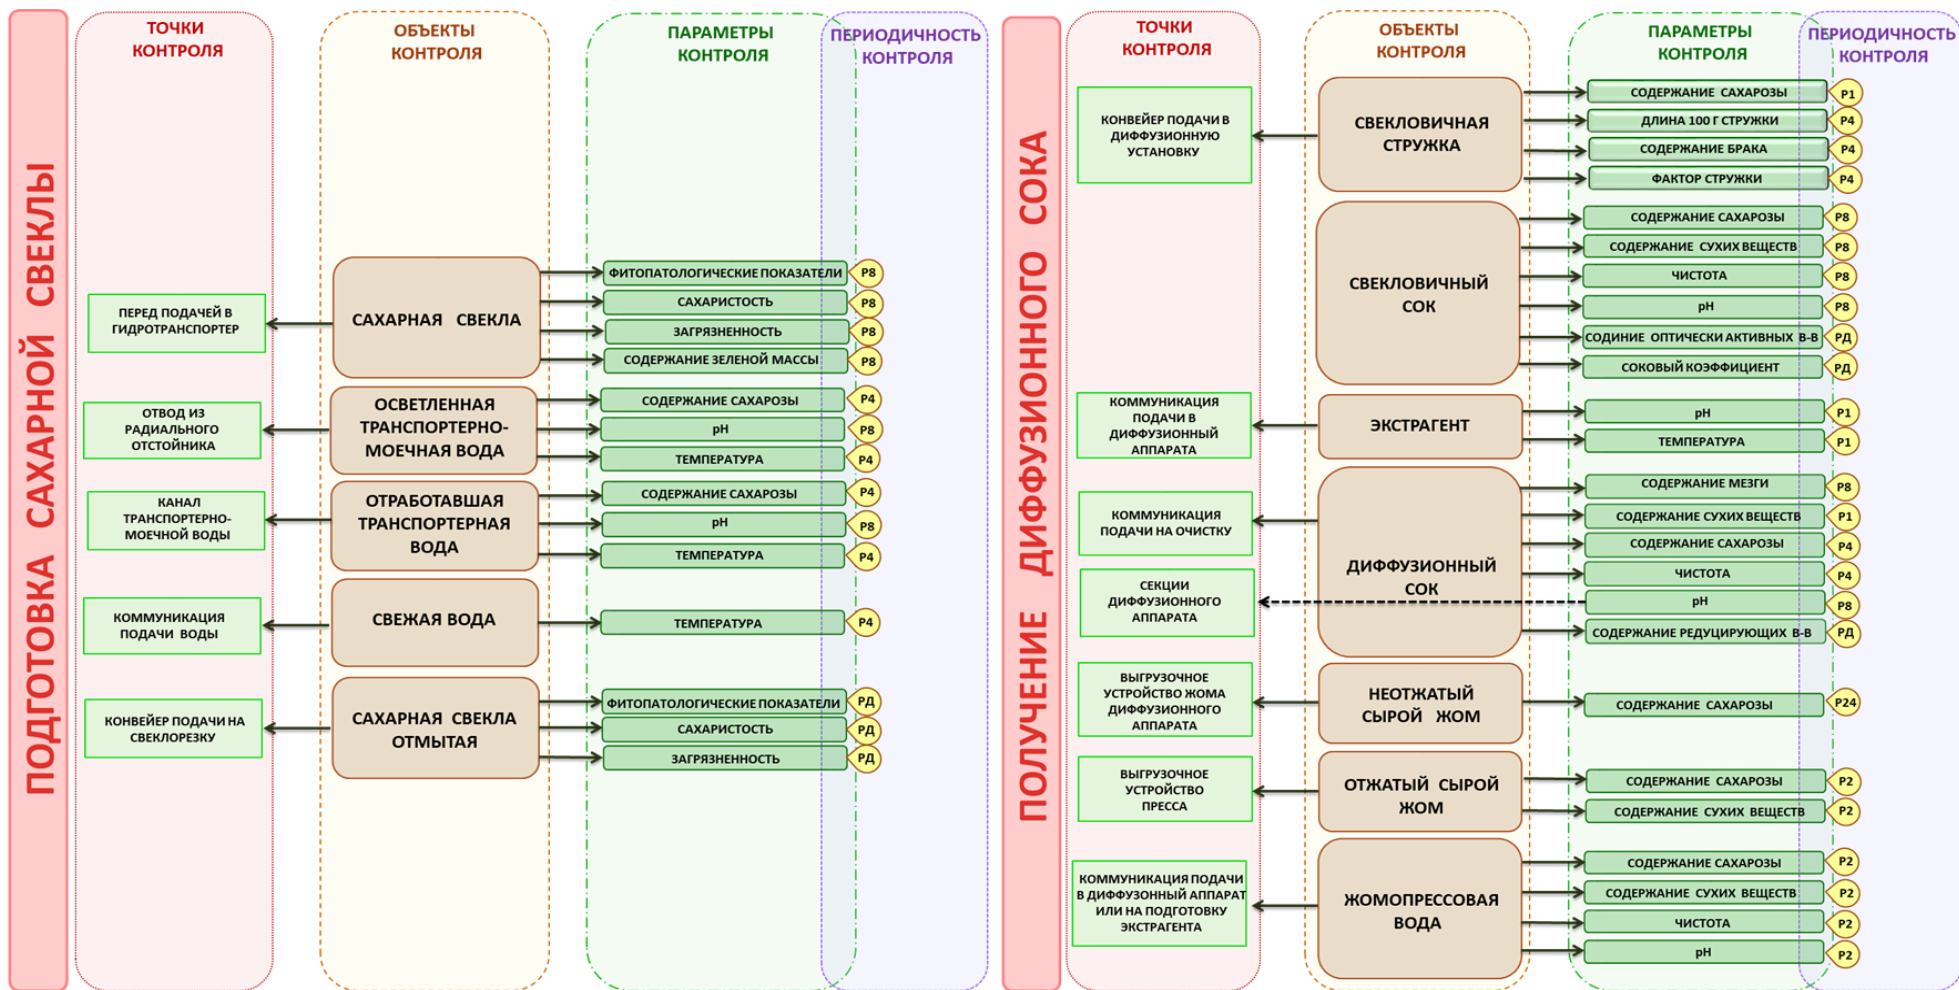 ПОДГОТОВКА САХАРНОЙ СВЕКЛЫ
ТОЧКИ
КОНТРОЛЯ
ОБЪЕКТЫ
КОНТРОЛЯ
ПАРАМЕТРЫ
КОНТРОЛЯ
ПЕРИОДИЧНОСТЬ
КОНТРОЛЯ
ПЕРЕД ПОДАЧЕЙ В
ГИДРОТРАНСПОРТЕР
САХАРНАЯ СВЕКЛА
ФИТОПАТОЛОГИЧЕСКИЕ ПОКАЗАТЕЛИ Р8
САХАРИСТОСТЬ Р8
ЗАГРЯЗНЕННОСТЬ Р8
СОДЕРЖАНИЕ ЗЕЛЕНОЙ МАССЫ Р8
ОТВОД ИЗ
РАДИАЛЬНОГО
ОТСТОЙНИКА
ОСВЕТЛЕННАЯ
ТРАНСПОРТЕРНО-
МОЕЧНАЯ ВОДА
СОДЕРЖАНИЕ САХАРОЗЫ Р4
рН Р8
ТЕМПЕРАТУРА Р4
КАНАЛ
ТРАНСПОРТЕРНО-
МОЕЧНОЙ ВОДЫ
ОТРАБОТАВШАЯ
ТРАНСПОРТЕРНАЯ
ВОДА
СОДЕРЖАНИЕ САХАРОЗЫ Р4
рН Р8
ТЕМПЕРАТУРА Р4
КОММУНИКАЦИЯ
ПОДАЧИ ВОДЫ
СВЕЖАЯ ВОДА
ТЕМПЕРАТУРА Р4
КОНВЕЙЕР ПОДАЧИ НА
СВЕКЛОРЕЗКУ
САХАРНАЯ СВЕКЛА
ОТМЫТАЯ
ФИТОПАТОЛОГИЧЕСКИЕ ПОКАЗАТЕЛИ РД
САХАРИСТОСТЬ РД
ЗАГРЯЗНЕННОСТЬ РД
ПОЛУЧЕНИЕ ДИФФУЗИОННОГО СОКА
ТОЧКИ
КОНТРОЛЯ
ОБЪЕКТЫ
КОНТРОЛЯ
ПАРАМЕТРЫ
КОНТРОЛЯ
ПЕРИОДИЧНОСТЬ
КОНТРОЛЯ
КОНВЕЙЕР ПОДАЧИ В
ДИФФУЗИОННУЮ
УСТАНОВКУ
СВЕКЛОВИЧНАЯ
СТРУЖКА
СОДЕРЖАНИЕ САХАРОЗЫ Р1
ДЛИНА 100 Г СТРУЖКИ Р4
СОДЕРЖАНИЕ БРАКА Р4
ФАКТОР СТРУЖКИ Р4
СВЕКЛОВИЧНЫЙ
СОК
СОДЕРЖАНИЕ САХАРОЗЫ Р8
СОДЕРЖАНИЕ СУХИХ ВЕЩЕСТВ Р8
ЧИСТОТА Р8
рН Р8
СОДИНИЕ ОПТИЧЕСКИ АКТИВНЫХ В-В РД
СОКОВЫЙ КОЭФФИЦИЕНТ РД
КОММУНИКАЦИЯ
ПОДАЧИ В
ДИФФУЗИОННЫЙ
АППАРАТА
ЭКСТРАГЕНТ
рН Р1
ТЕМПЕРАТУРА Р1
КОММУНИКАЦИЯ
ПОДАЧИ НА ОЧИСТКУ
СЕКЦИИ
ДИФФУЗИОННОГО
АППАРАТА
ДИФФУЗИОННЫЙ
СОК
СОДЕРЖАНИЕ МЕЗГИ Р8
СОДЕРЖАНИЕ СУХИХ ВЕЩЕСТВ Р1
СОДЕРЖАНИЕ САХАРОЗЫ Р4
ЧИСТОТА Р4
рН Р8
СОДЕРЖАНИЕ РЕДУЦИРУЮЩИХ В-В РД
ВЫГРУЗОЧНОЕ
УСТРОЙСТВО ЖОМА
ДИФФУЗИОННОГО
АППАРАТА
НЕОТЖАТЫЙ
СЫРОЙ ЖОМ
СОДЕРЖАНИЕ САХАРОЗЫ Р24
ВЫГРУЗОЧНОЕ
УСТРОЙСТВО
ПРЕССА
ОТЖАТЫЙ СЫРОЙ
ЖОМ
СОДЕРЖАНИЕ САХАРОЗЫ Р2
СОДЕРЖАНИЕ СУХИХ ВЕЩЕСТВ Р2
КОММУНИКАЦИЯ ПОДАЧИ
В ДИФФУЗОННЫЙ АППАРАТ
ИЛИ НА ПОДГОТОВКУ
ЭКСТРАГЕНТА
ЖОМОПРЕССОВАЯ
ВОДА
СОДЕРЖАНИЕ САХАРОЗЫ Р2
СОДЕРЖАНИЕ СУХИХ ВЕЩЕСТВ Р2
ЧИСТОТА Р2
рН Р2